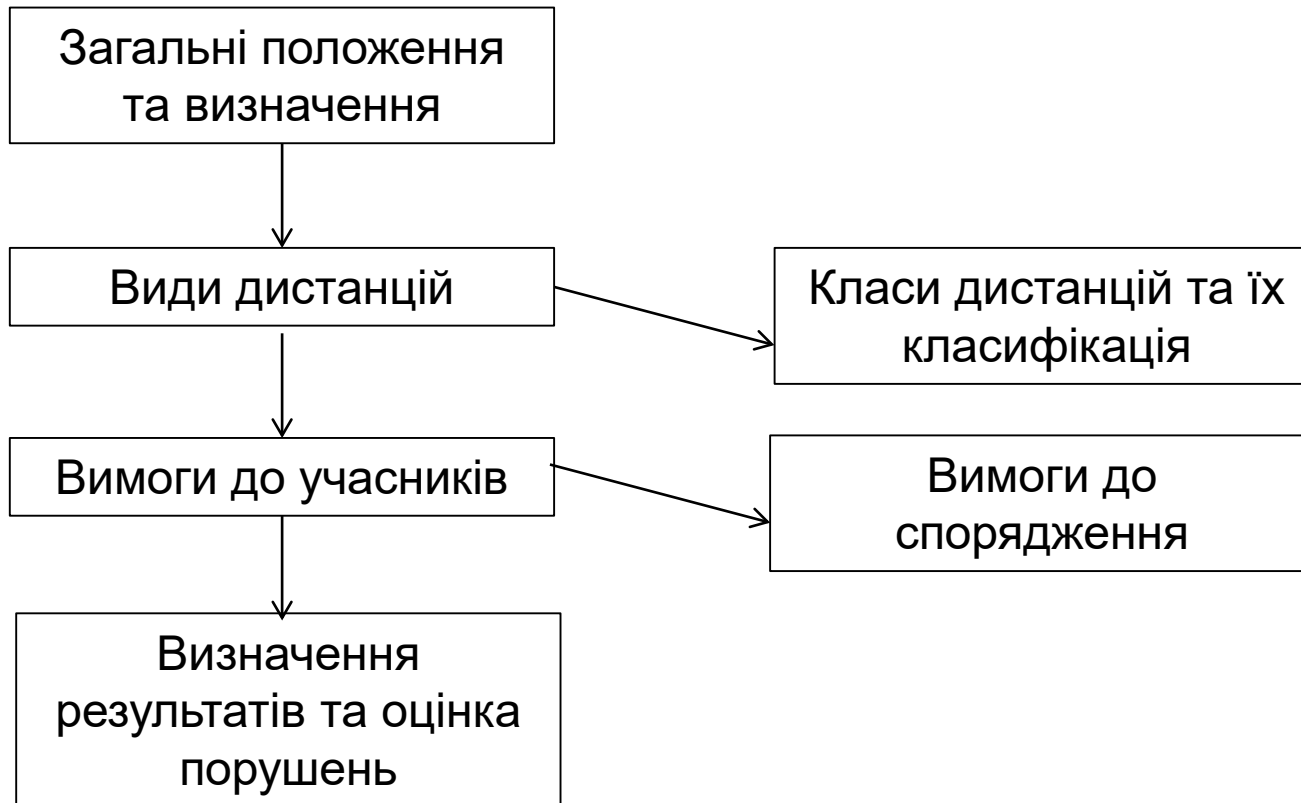 Загальні положення
та визначення
Види дистанцій
Класи дистанцій та їх
класифікація
Вимоги до учасників
Вимоги до
спорядження
Визначення
результатів та оцінка
порушень